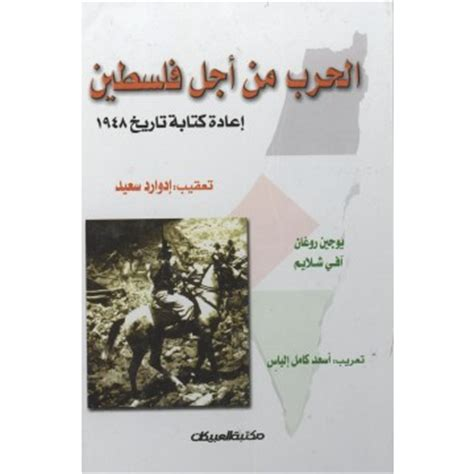 الحرب من أجل فلسطين
إعادة كتابة تاريخ ١٩٤٨
تعقيب: إدوارد سعيد
يوجين روغان
آفي شلايم
تعريب: أسعد كامل إلياس
مكتبة العبيكان